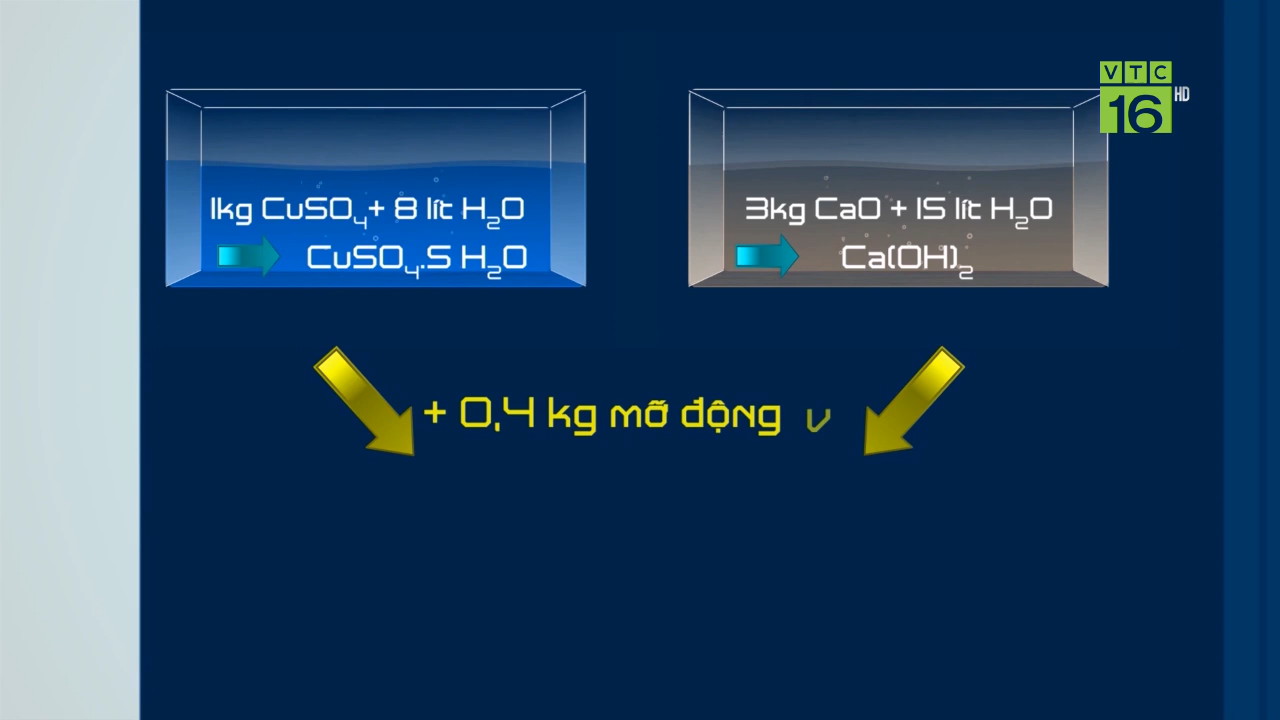 VTC
16 HD
1kg CuSO₄+ 8 lít H₂O
CuSO₄.5 H₂O
3kg CaO + 15 lít H₂O
Ca(OH)₂
+ 0,4 kg mỡ động v